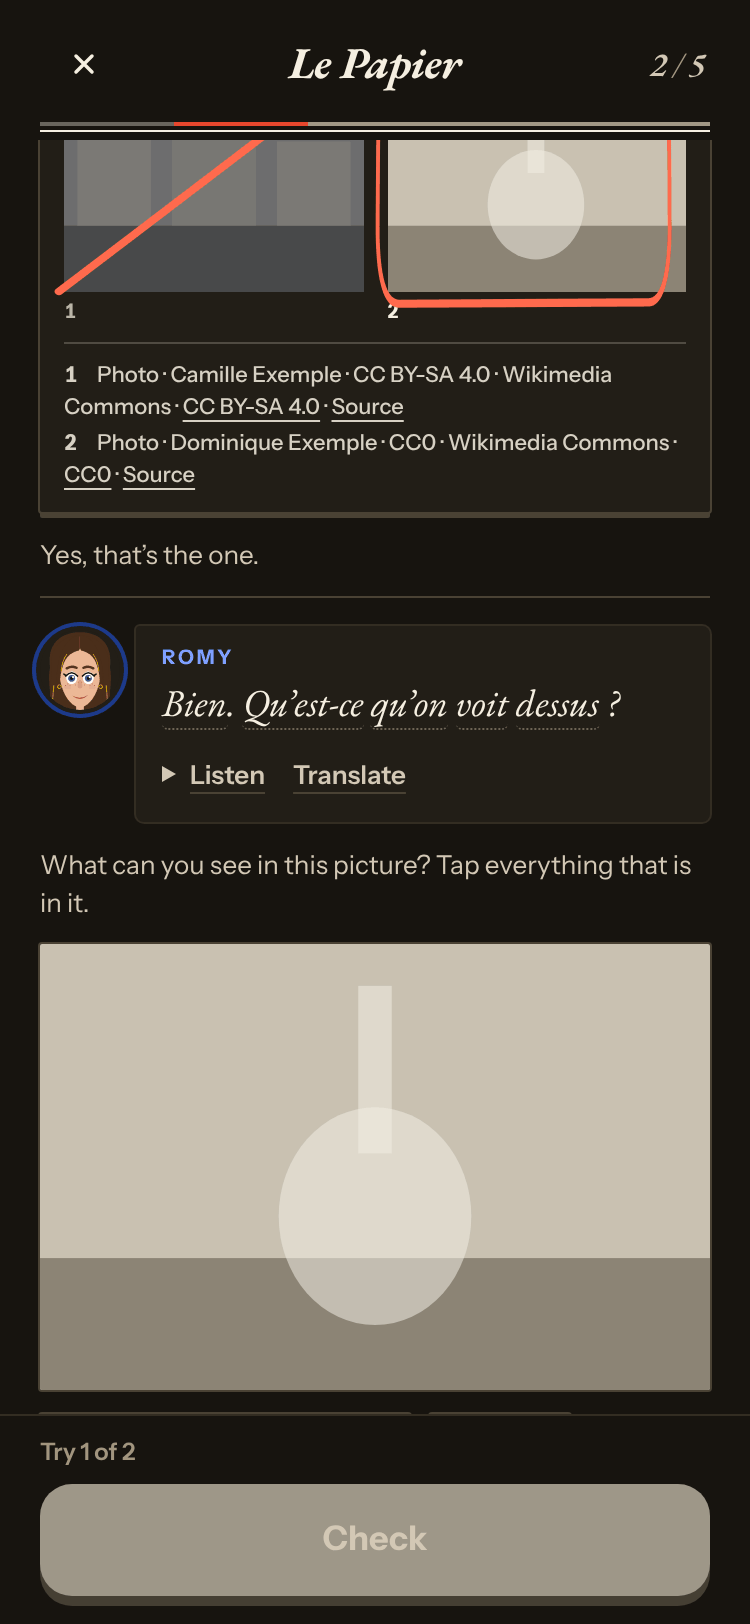 Le Papier
2/5
1
2
1 Photo · Camille Exemple · CC BY-SA 4.0 · Wikimedia
Commons · CC BY-SA 4.0 · Source
2 Photo · Dominique Exemple · CC0 · Wikimedia Commons ·
CC0 · Source
Yes, that’s the one.
ROMY
Bien. Qu’est-ce qu’on voit dessus ?
Listen Translate
What can you see in this picture? Tap everything that is
in it.
Try 1 of 2
Check